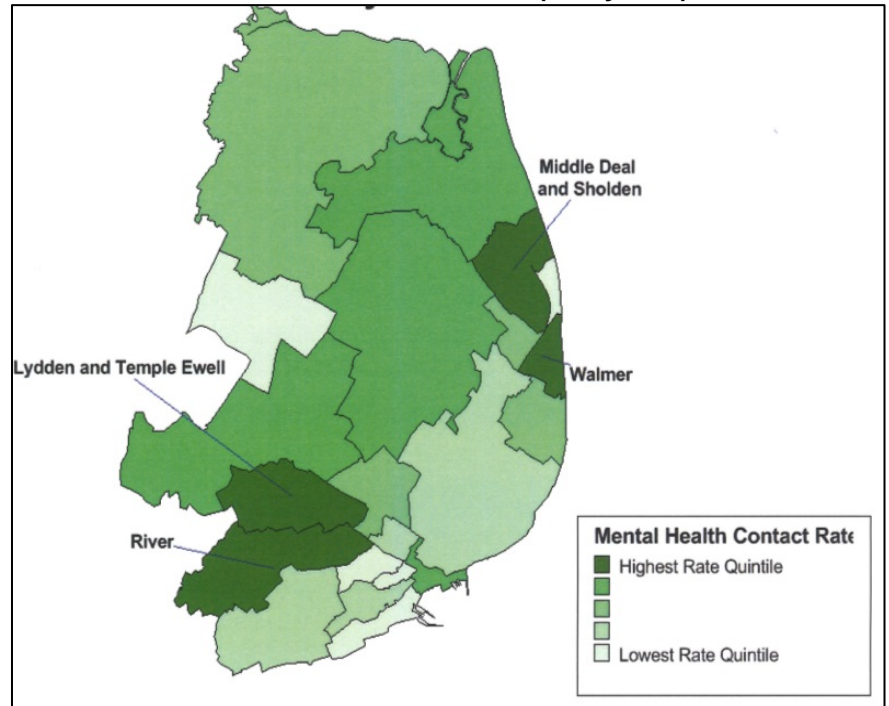 Middle Deal
and Sholden
Lydden and Temple Ewell
Walmer
River
Mental Health Contact Rate
Highest Rate Quintile
Lowest Rate Quintile